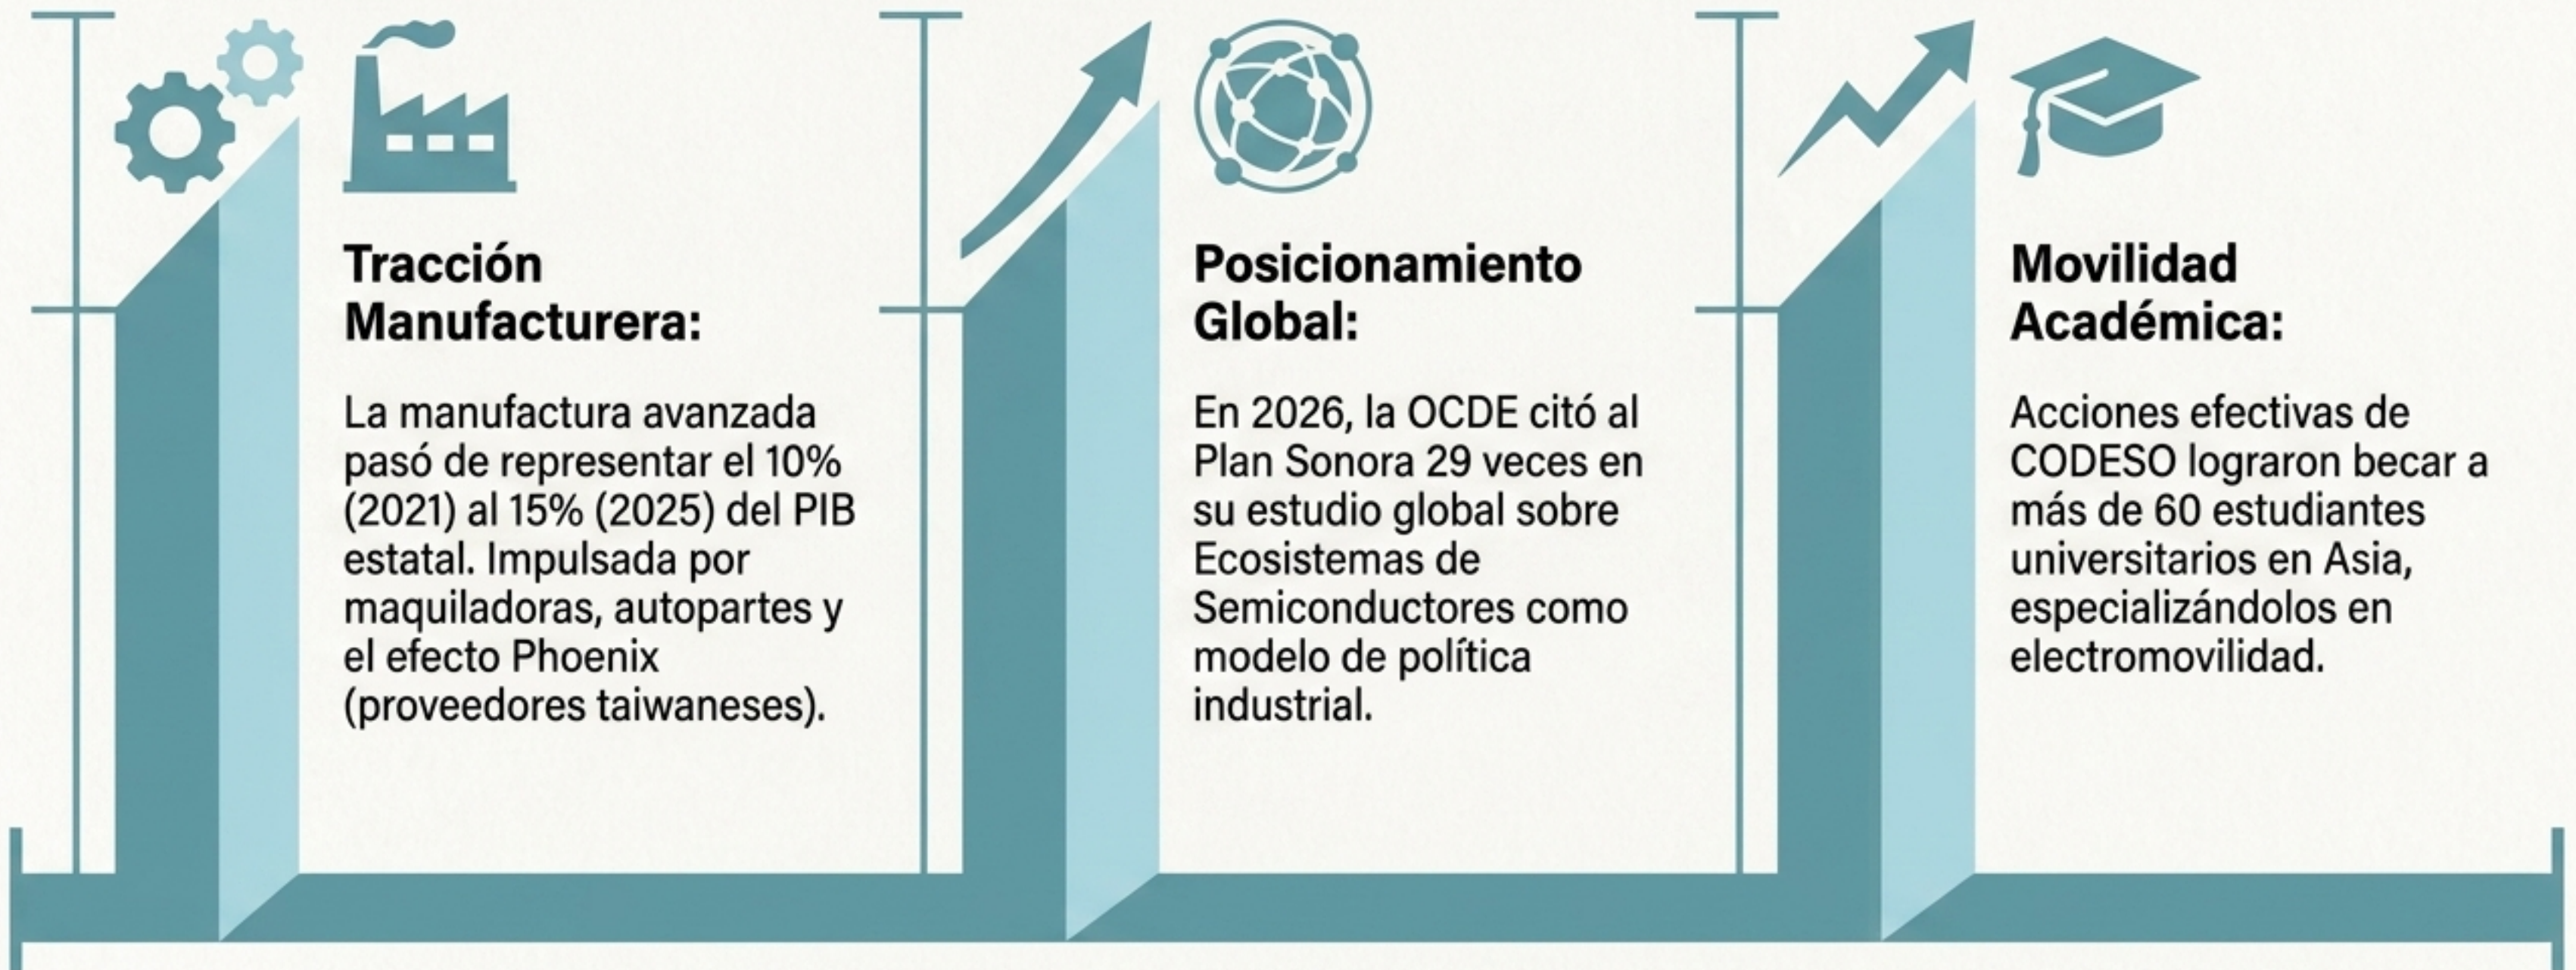 Tracción
Manufacturera:
La manufactura avanzada
pasó de representar el 10%
(2021) al 15% (2025) del PIB
estatal. Impulsada por
maquiladoras, autopartes y
el efecto Phoenix
(proveedores taiwaneses).
Posicionamiento
Global:
En 2026, la OCDE citó al
Plan Sonora 29 veces en
su estudio global sobre
Ecosistemas de
Semiconductores como
modelo de política
industrial.
Movilidad
Académica:
Acciones efectivas de
CODESO lograron becar a
más de 60 estudiantes
universitarios en Asia,
especializándolos en
electromovilidad.